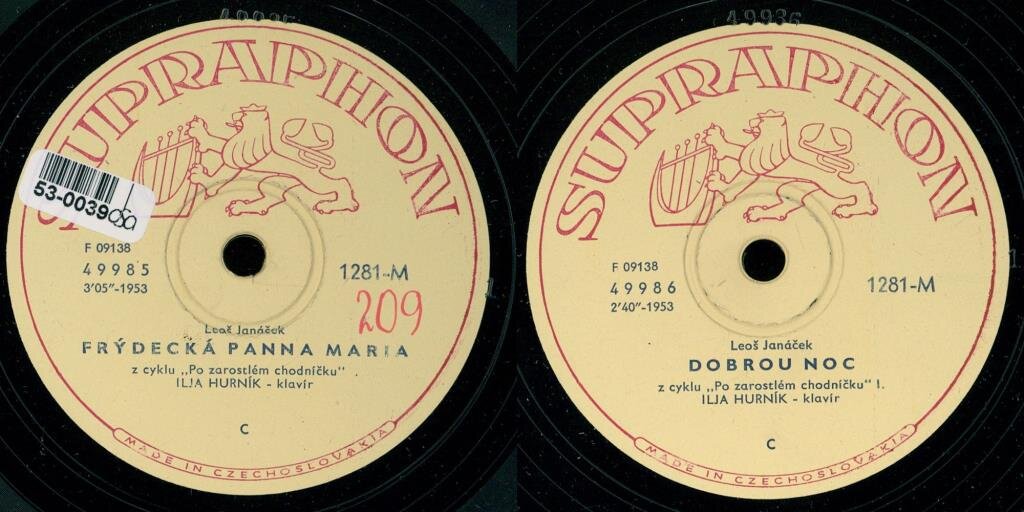 SUPRAPHON
53-0039
F 09138
49985
3'05"-1953
1281-M
209
Leoš Janáček
FRÝDECKÁ PANNA MARIA
z cyklu „Po zarostlém chodníčku"
ILJA HURNÍK - klavír
C
MADE IN CZECHOSLOVAKIA
49936
SUPRAPHON
F 09138
49986
2'40"-1953
1281-M
Leoš Janáček
DOBROU NOC
z cyklu „Po zarostlém chodníčku" I.
ILJA HURNÍK - klavír
C
MADE IN CZECHOSLOVAKIA